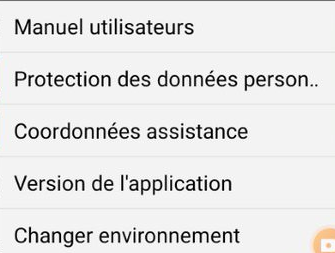 Manuel utilisateurs
Protection des données person..
Coordonnées assistance
Version de l'application
Changer environnement